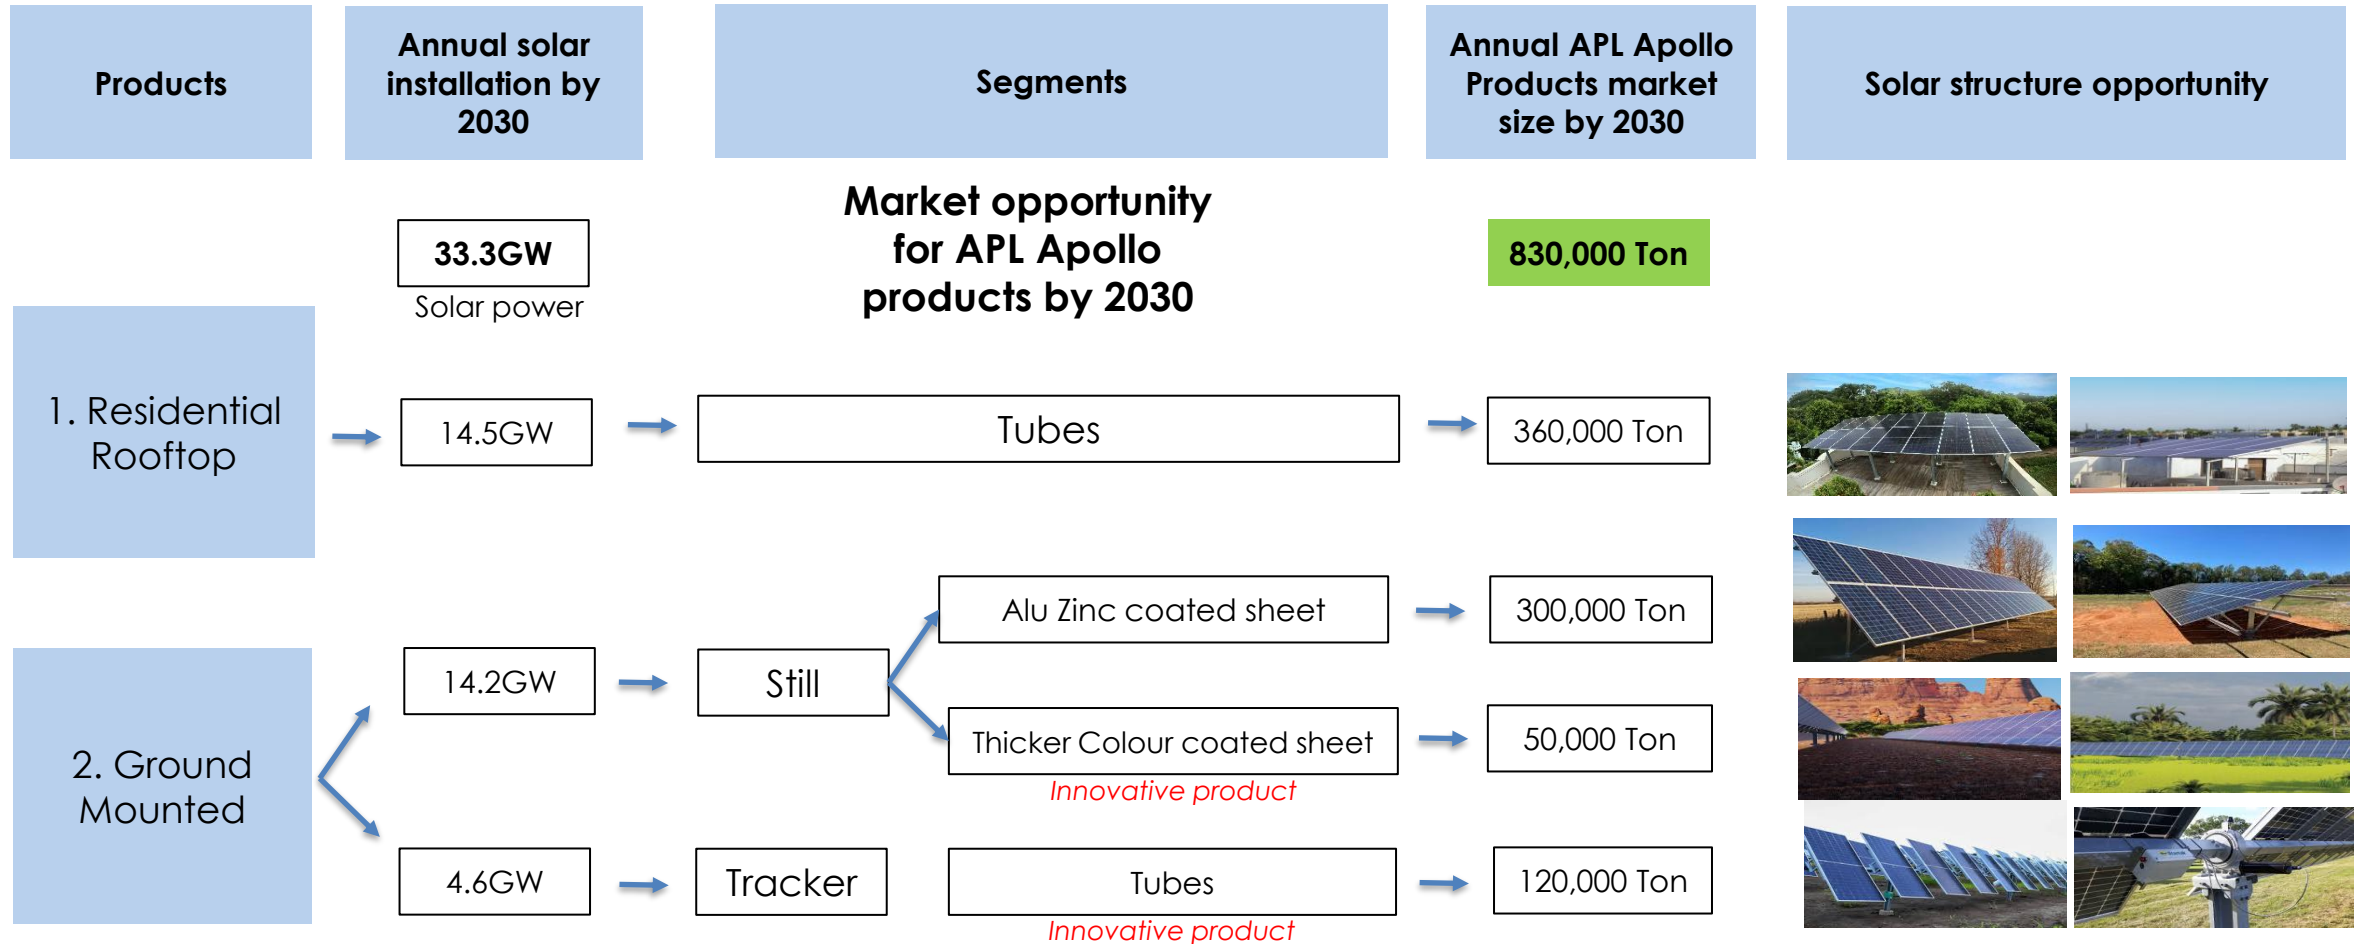 Products
Annual solar
installation by
2030
Segments
Annual APL Apollo
Products market
size by 2030
Solar structure opportunity
33.3GW
Solar power
Market opportunity
for APL Apollo
products by 2030
830,000 Ton
1. Residential
Rooftop
14.5GW
Tubes
360,000 Ton
2. Ground
Mounted
14.2GW
Still
Alu Zinc coated sheet
300,000 Ton
Thicker Colour coated sheet
Innovative product
50,000 Ton
4.6GW
Tracker
Tubes
Innovative product
120,000 Ton